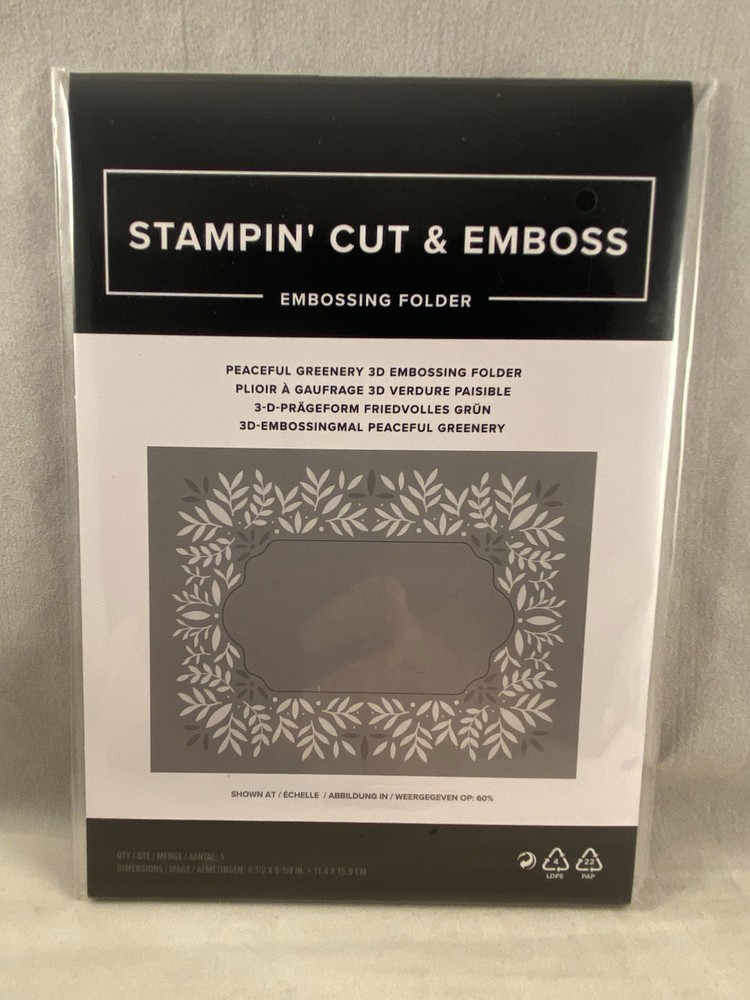 STAMPIN' CUT & EMBOSS
EMBOSSING FOLDER
PEACEFUL GREENERY 3D EMBOSSING FOLDER
PLIOIR À GAUFRAGE 3D VERDURE PAISIBLE
3-D-PRÄGEFORM FRIEDVOLLES GRÜN
3D-EMBOSSINGMAL PEACEFUL GREENERY
SHOWN AT / ÉCHELLE / ABBILDUNG IN / WEERGEGEVEN OP: 60%
QTY / QTÉ / MENGE / AANTAL: 1
DIMENSIONS / MASSE / AFMETINGEN: 4-1/2 X 6-1/4 IN. • 11.4 X 15.9 CM
4 22
LDPE PAP